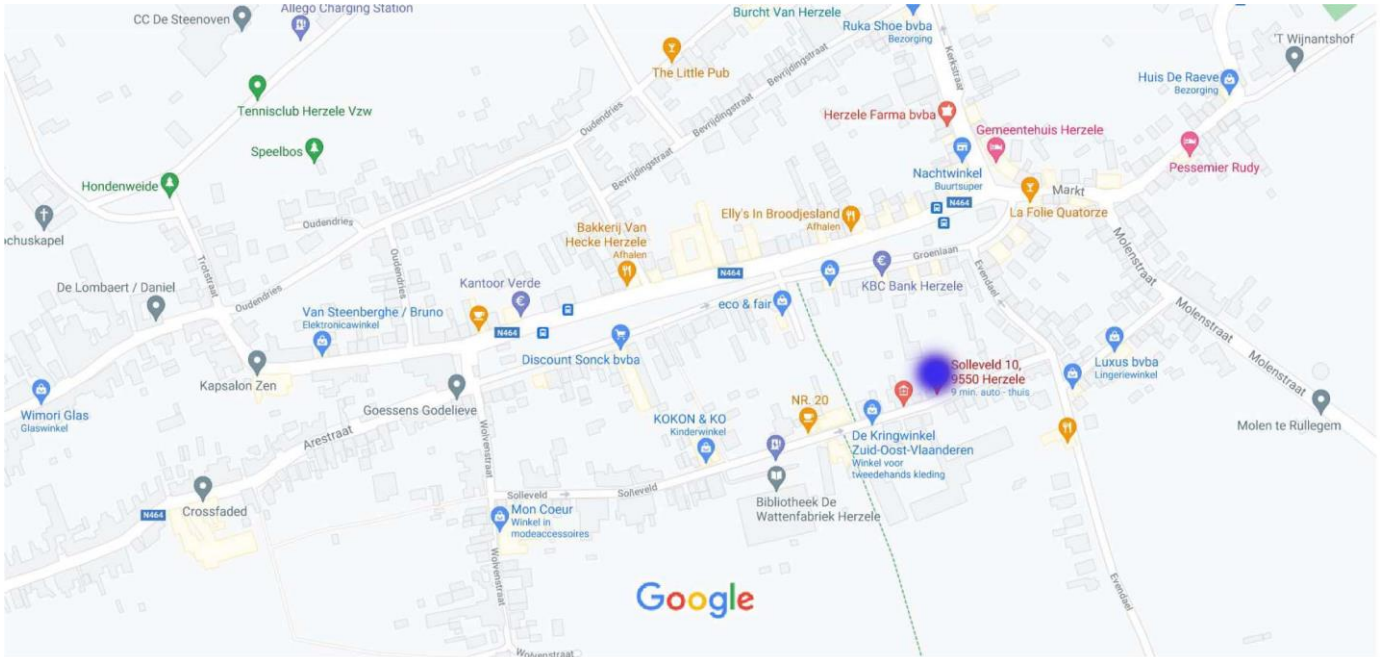 CC De Steenoven
Allego Charging Station
Burcht Van Herzele
The Little Pub
Ruka Shoe bvba
Bezorging
Kerkstraat
'T Wijnantshof
Huis De Raeve
Bezorging
Tennisclub Herzele Vzw
Oudendries
Bevrijdingstraat
Bevrijdingstraat
Herzele Farma bvba
Gemeentehuis Herzele
Speelbos
Pessemier Rudy
Hondenweide
Nachtwinkel
Buurtsuper
Markt
N464
La Folie Quatorze
Elly's In Broodjesland
Afhalen
Oudendries
ochuskapel
Bakkerij Van
Hecke Herzele
Afhalen
Trotstraat
Oudendries
Groenlaan
Evendael
Molenstraat
N464
KBC Bank Herzele
De Lombaert / Daniel
Oudendries
Kantoor Verde
eco & fair
Van Steenberghe / Bruno
Elektronicawinkel
N464
Molenstraat
Molenstraat
Discount Sonck bvba
Luxus bvba
Lingeriewinkel
Solleveld 10,
9550 Herzele
9 min. auto - thuis
Kapsalon Zen
Goessens Godelieve
Wimori Glas
Glaswinkel
NR. 20
KOKON & KO
Kinderwinkel
Arestraat
Wolvenstraat
De Kringwinkel
Zuid-Oost-Vlaanderen
Winkel voor
tweedehands kleding
Molen te Rullegem
Solleveld
Solleveld
Bibliotheek De
Wattenfabriek Herzele
Crossfaded
N464
Mon Coeur
Winkel in
modeaccessoires
Wolvenstraat
Evendael
Google
Wolvenstraat